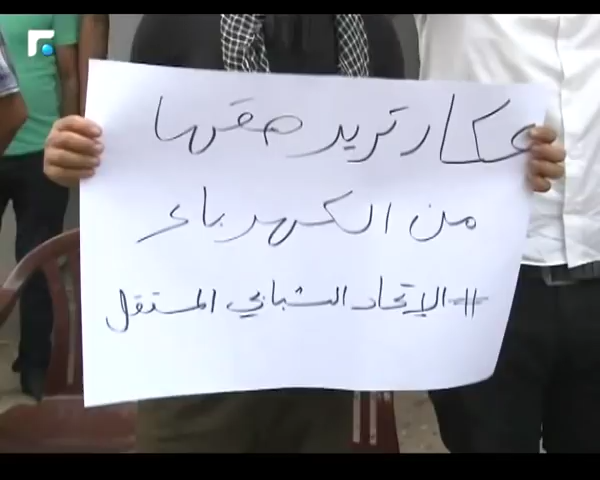 عكار تريد حقها
من الكهرباء
#الإتحاد الشبابي المستقل